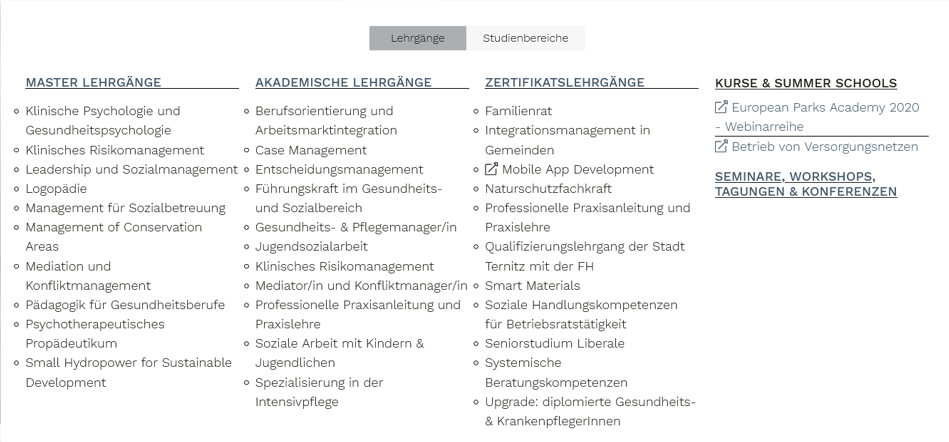 Lehrgänge
Studienbereiche
MASTER LEHRGÄNGE
Klinische Psychologie und
Gesundheitspsychologie
Klinisches Risikomanagement
Leadership und Sozialmanagement
Logopädie
Management für Sozialbetreuung
Management of Conservation
Areas
Mediation und
Konfliktmanagement
Pädagogik für Gesundheitsberufe
Psychotherapeutisches
Propädeutikum
Small Hydropower for Sustainable
Development
AKADEMISCHE LEHRGÄNGE
Berufsorientierung und
Arbeitsmarktintegration
Case Management
Entscheidungsmanagement
Führungskraft im Gesundheits-
und Sozialbereich
Gesundheits- & Pflegemanager/in
Jugendsozialarbeit
Klinisches Risikomanagement
Mediator/in und Konfliktmanager/in
Professionelle Praxisanleitung und
Praxislehre
Soziale Arbeit mit Kindern &
Jugendlichen
Spezialisierung in der
Intensivpflege
ZERTIFIKATSLEHRGÄNGE
Familienrat
Integrationsmanagement in
Gemeinden
Mobile App Development
Naturschutzfachkraft
Professionelle Praxisanleitung und
Praxislehre
Qualifizierungslehrgang der Stadt
Ternitz mit der FH
Smart Materials
Soziale Handlungskompetenzen
für Betriebsratstätigkeit
Seniorstudium Liberale
Systemische
Beratungskompetenzen
Upgrade: diplomierte Gesundheits-
& KrankenpflegerInnen
KURSE & SUMMER SCHOOLS
European Parks Academy 2020
- Webinarreihe
Betrieb von Versorgungsnetzen
SEMINARE, WORKSHOPS,
TAGUNGEN & KONFERENZEN